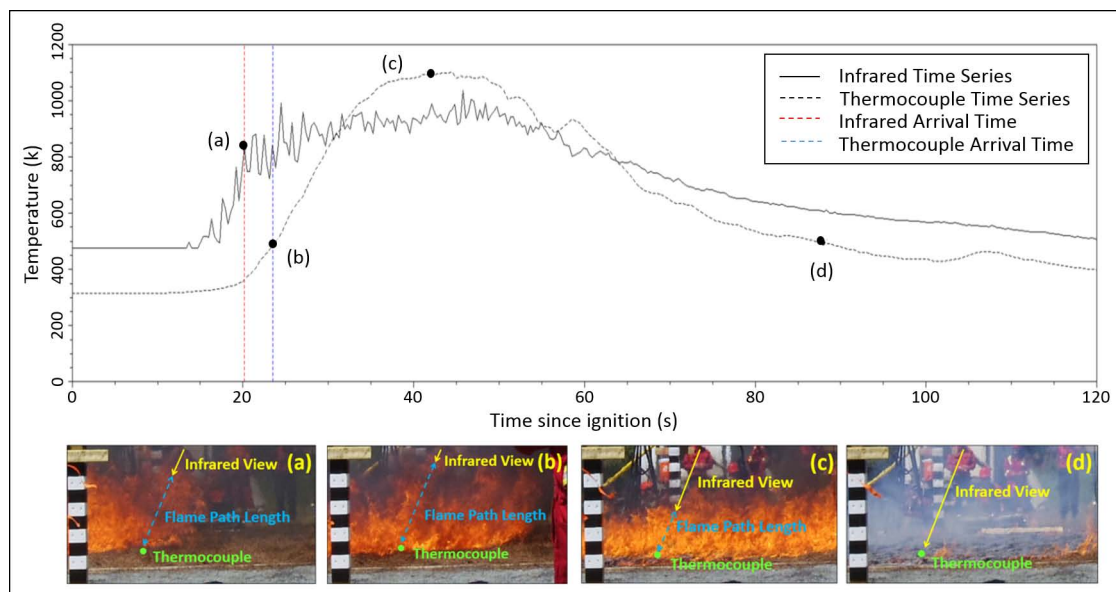 1200
1000
800
600
400
200
0
Temperature (k)
(a)
(b)
(c)
(d)
Infrared Time Series
Thermocouple Time Series
Infrared Arrival Time
Thermocouple Arrival Time
0 20 40 60 80 100 120
Time since ignition (s)
Infrared View (a)
Flame Path Length
Thermocouple
Infrared View (b)
Flame Path Length
Thermocouple
(c)
Infrared View
Flame Path Length
Thermocouple
(d)
Infrared View
Thermocouple